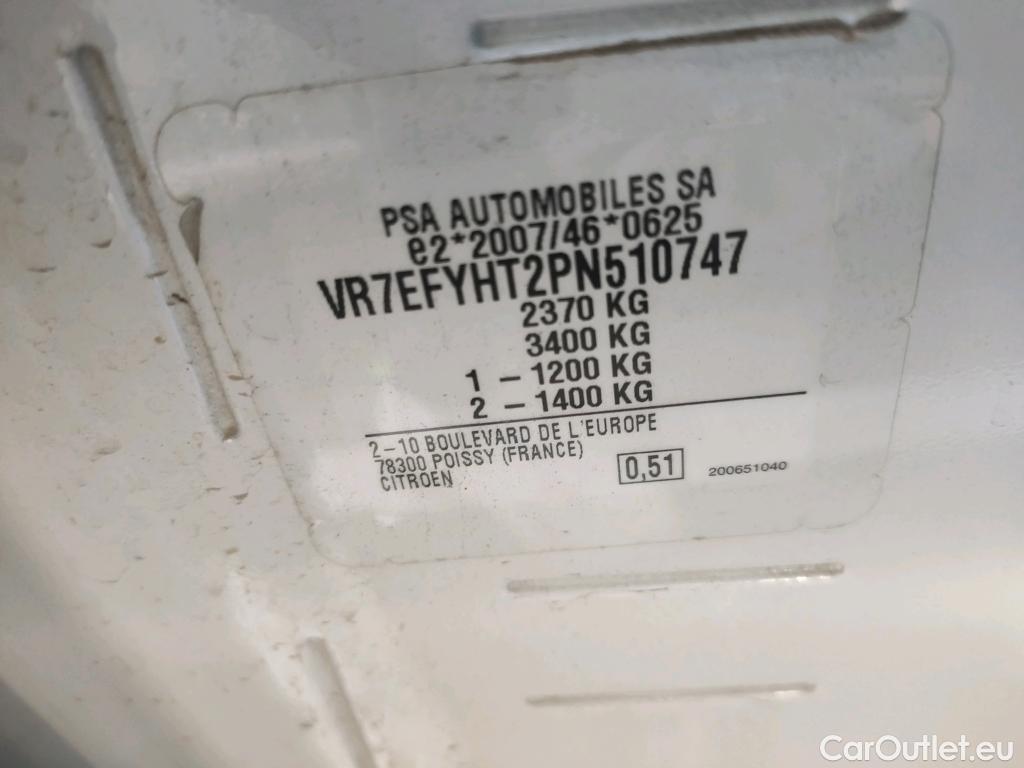 PSA AUTOMOBILES SA
e2*2007/46*0625
VR7EFYHT2PN510747
2370 KG
3400 KG
1 – 1200 KG
2 – 1400 KG
2–10 BOULEVARD DE L'EUROPE
78300 POISSY (FRANCE)
CITROEN
0,51
200651040
CarOutlet.eu